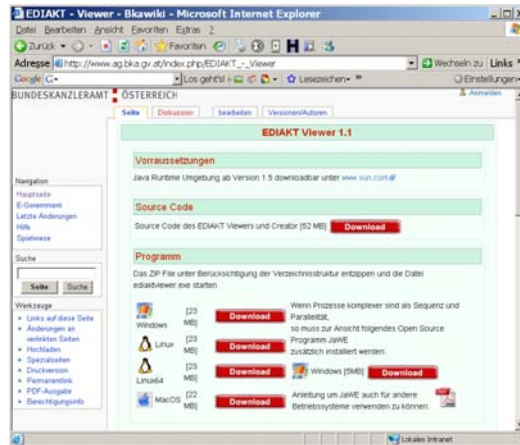 EDIAKT - Viewer - Bkawiki - Microsoft Internet Explorer
Datei Bearbeiten Ansicht Favoriten Extras ?
Zurück Favoriten
Adresse http://www.ag.bka.gv.at/index.php/EDIAKT_-_Viewer Wechseln zu Links »
Google G- Los geht's! Lesezeichen Einstellungen
BUNDESKANZLERAMT ÖSTERREICH
Anmelden
Seite Diskussion bearbeiten Versionen/Autoren
EDIAKT Viewer 1.1
Vorraussetzungen
Java Runtime Umgebung ab Version 1.5 downloadbar unter www.sun.com
Source Code
Source Code des EDIAKT Viewers und Creator [52 MB] Download
Programm
Das ZIP File unter Berücksichtigung der Verzeichnisstruktur entzippen und die Datei
ediaktviewer.exe starten
Windows [23 MB] Download
Linux [23 MB] Download
Linux64 [23 MB] Download
MacOS [22 MB] Download
Wenn Prozesse komplexer sind als Sequenz und
Parallelität,
so muss zur Ansicht folgendes Open Source
Programm JaWE
zusätzlich installiert werden:
Windows [5MB] Download
Anleitung um JaWE auch für andere
Betriebssysteme verwenden zu können:
Navigation
Hauptseite
E-Government
Letzte Änderungen
Hilfe
Spielwiese
Suche
Seite Suche
Werkzeuge
Links auf diese Seite
Änderungen an
verlinkten Seiten
Hochladen
Spezialseiten
Druckversion
Permanentlink
PDF-Ausgabe
Berechtigungsinfo
Lokales Intranet